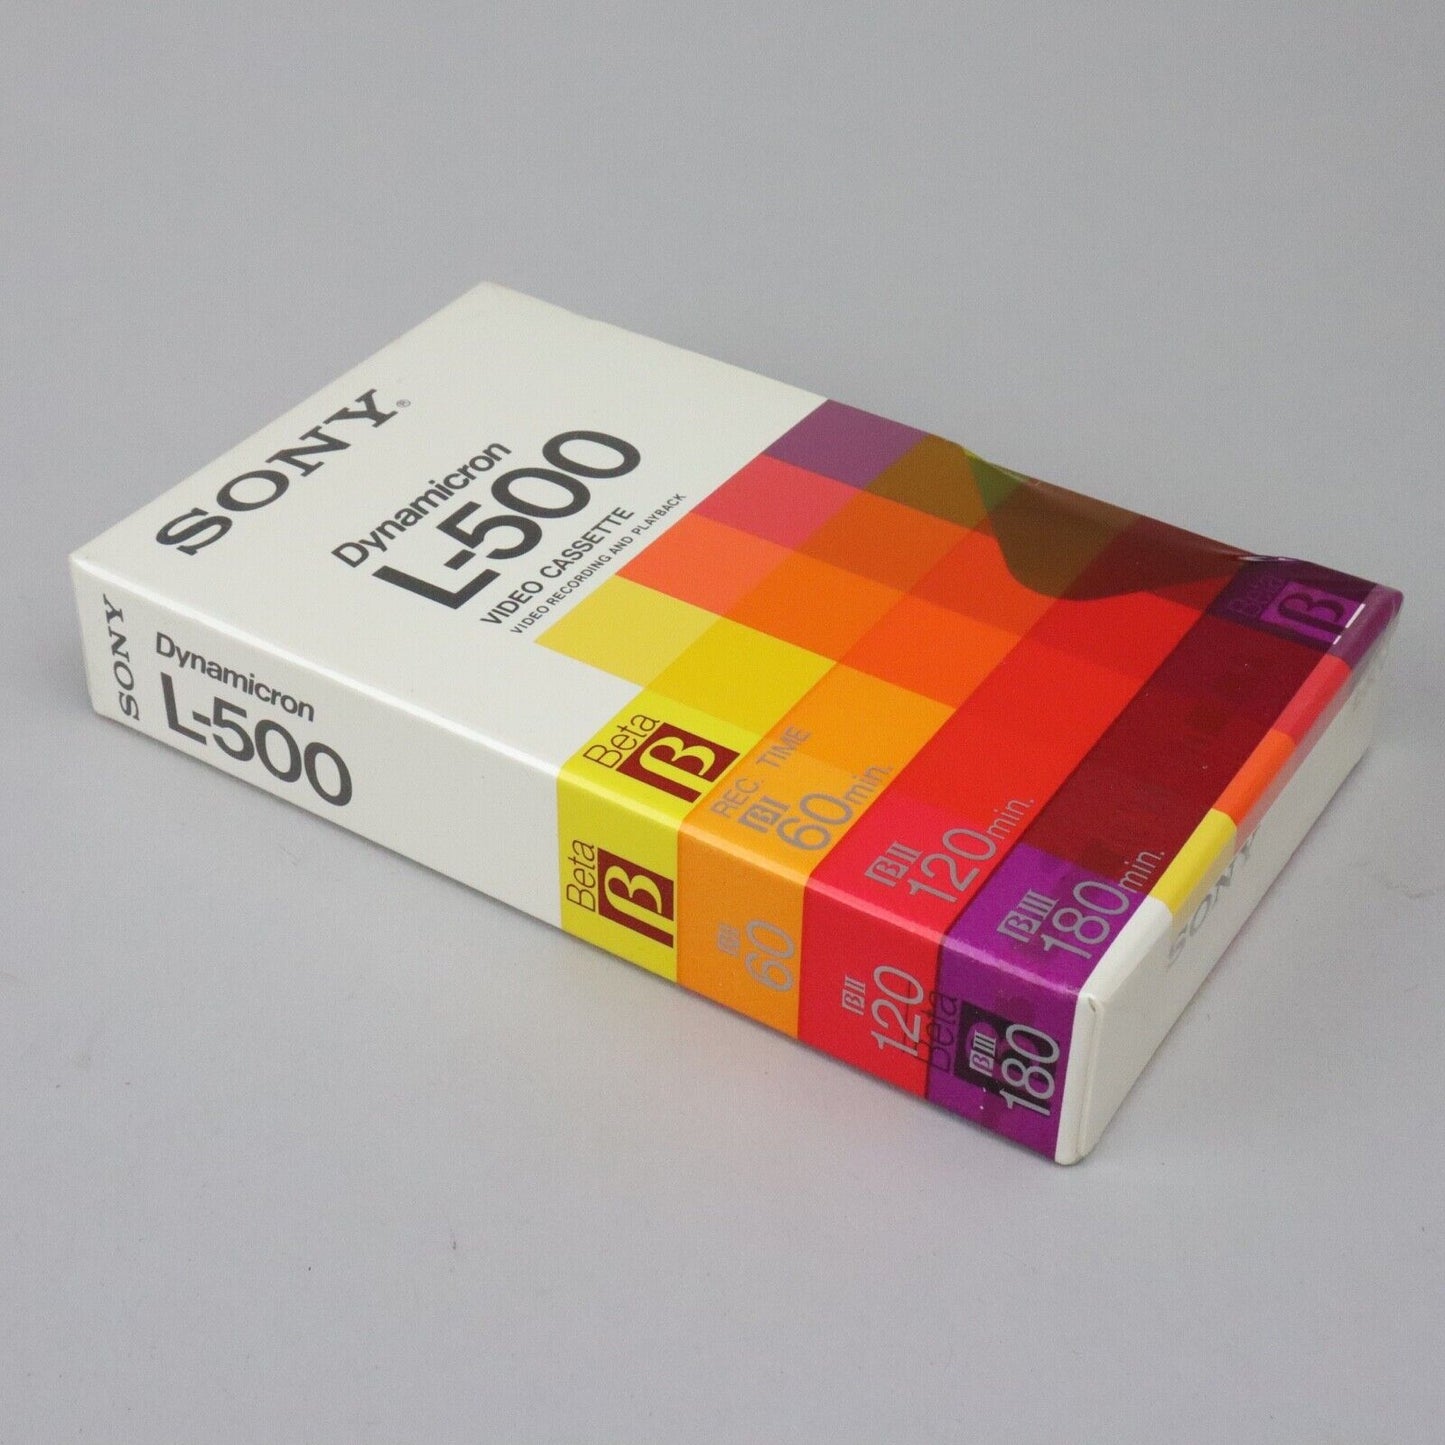 SONY®
Dynamicron
L-500
VIDEO CASSETTE
VIDEO RECORDING AND PLAYBACK
Beta
β
REC. TIME
βI
60min.
βII
120min.
βIII
180min.
Beta
β
SONY
Dynamicron
L-500
Beta
β
βI
60
βII
120
Beta
βIII
180
SONY